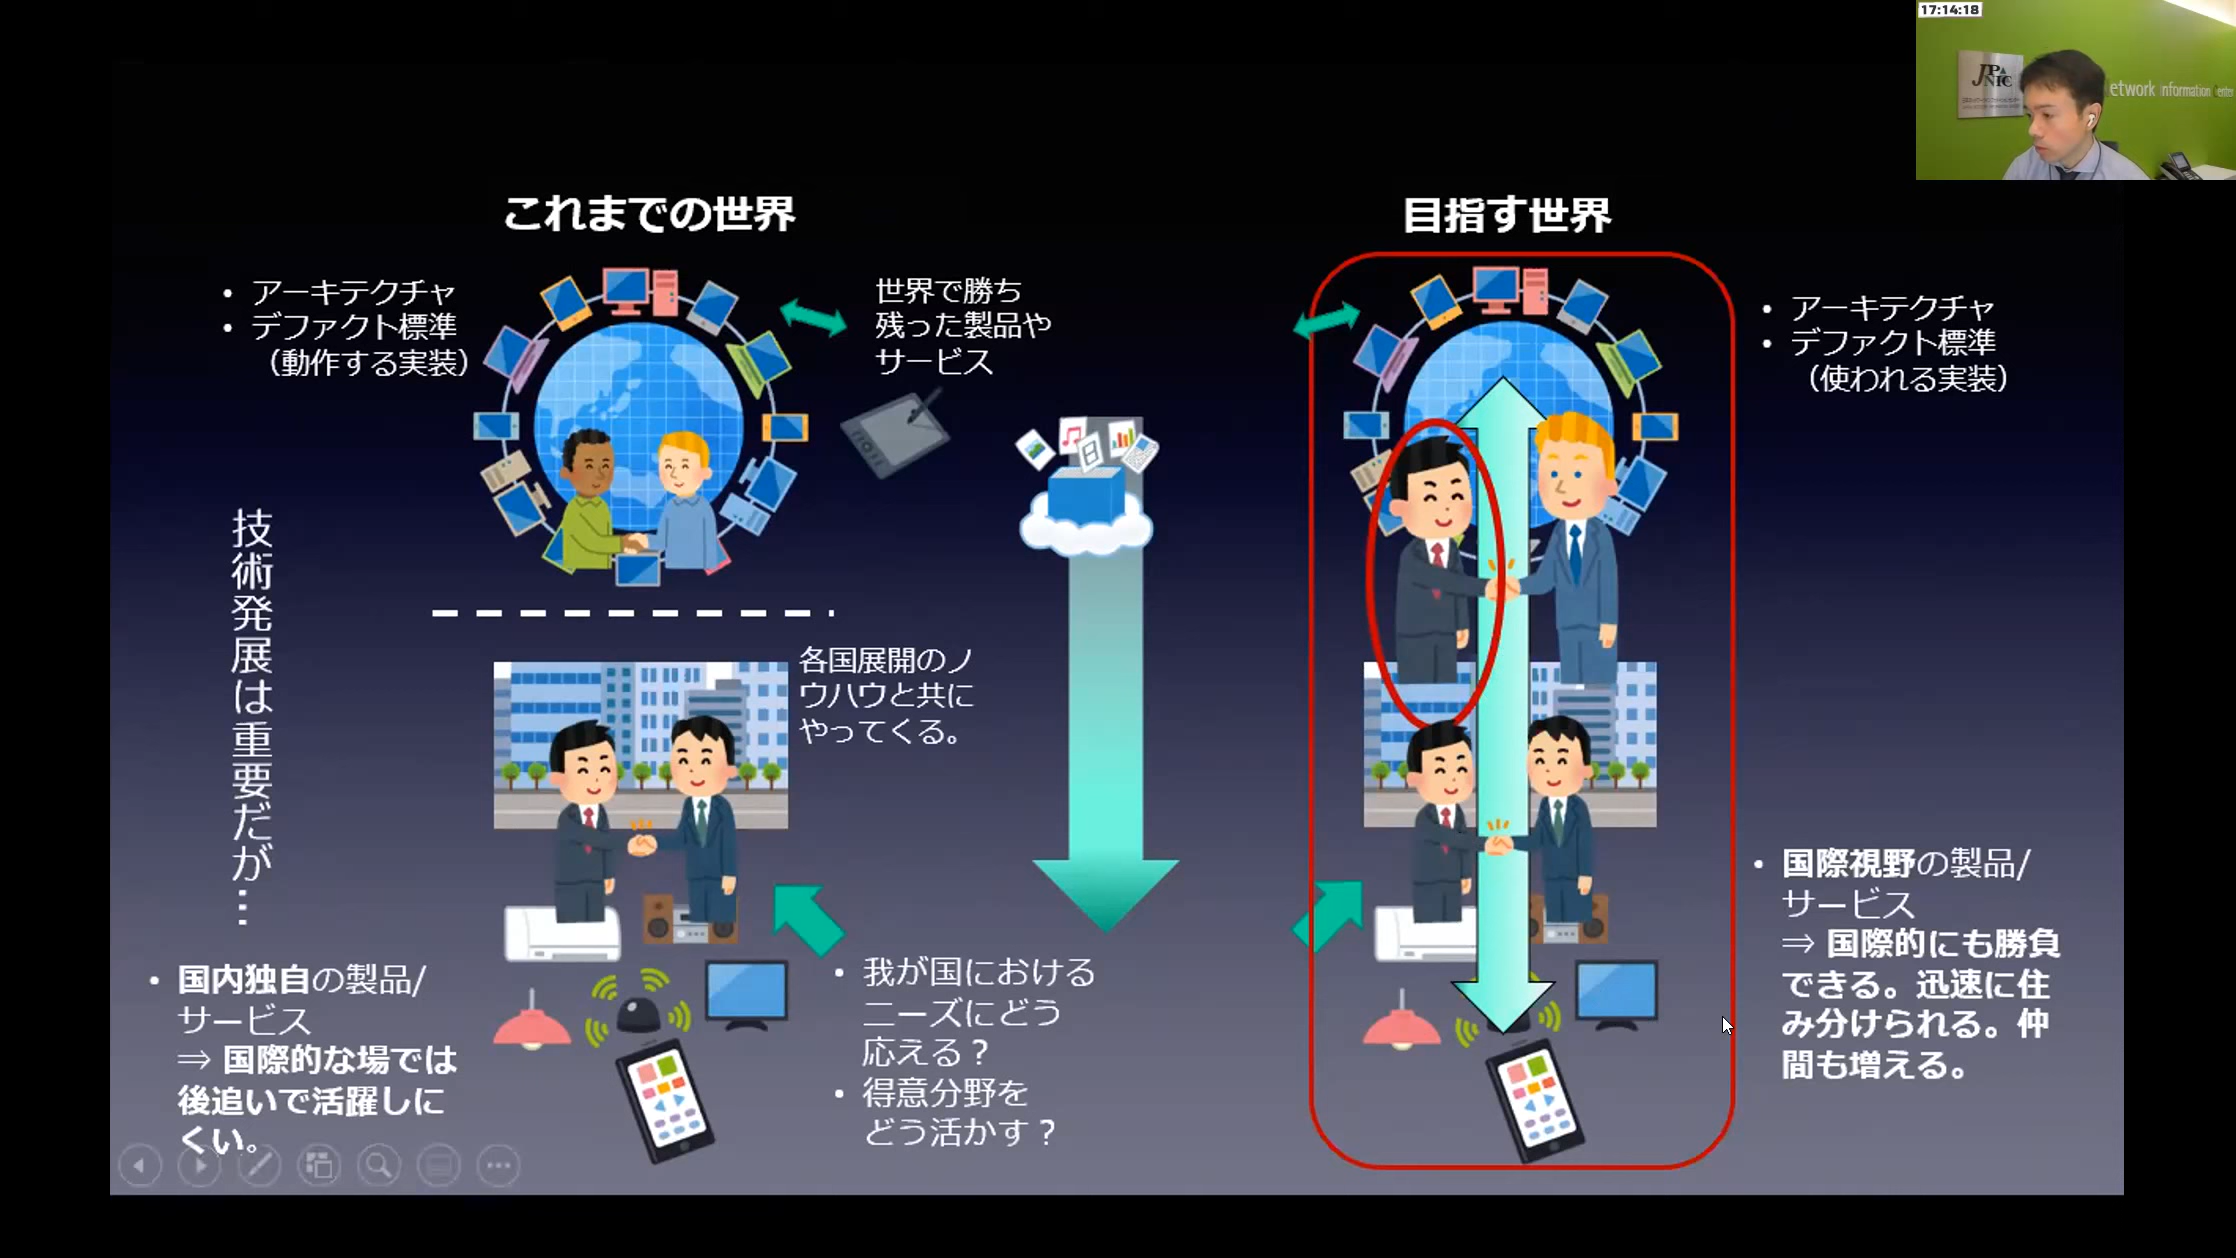 17:14:18
JPNIC
etwork Information Center
これまでの世界
• アーキテクチャ
• デファクト標準
（動作する実装）
世界で勝ち
残った製品や
サービス
技術発展は重要だが…
各国展開のノ
ウハウと共に
やってくる。
• 国内独自の製品/
サービス
⇒ 国際的な場では
後追いで活躍しに
くい。
• 我が国における
ニーズにどう
応える？
• 得意分野を
どう活かす？
目指す世界
• アーキテクチャ
• デファクト標準
（使われる実装）
• 国際視野の製品/
サービス
⇒ 国際的にも勝負
できる。迅速に住
み分けられる。仲
間も増える。